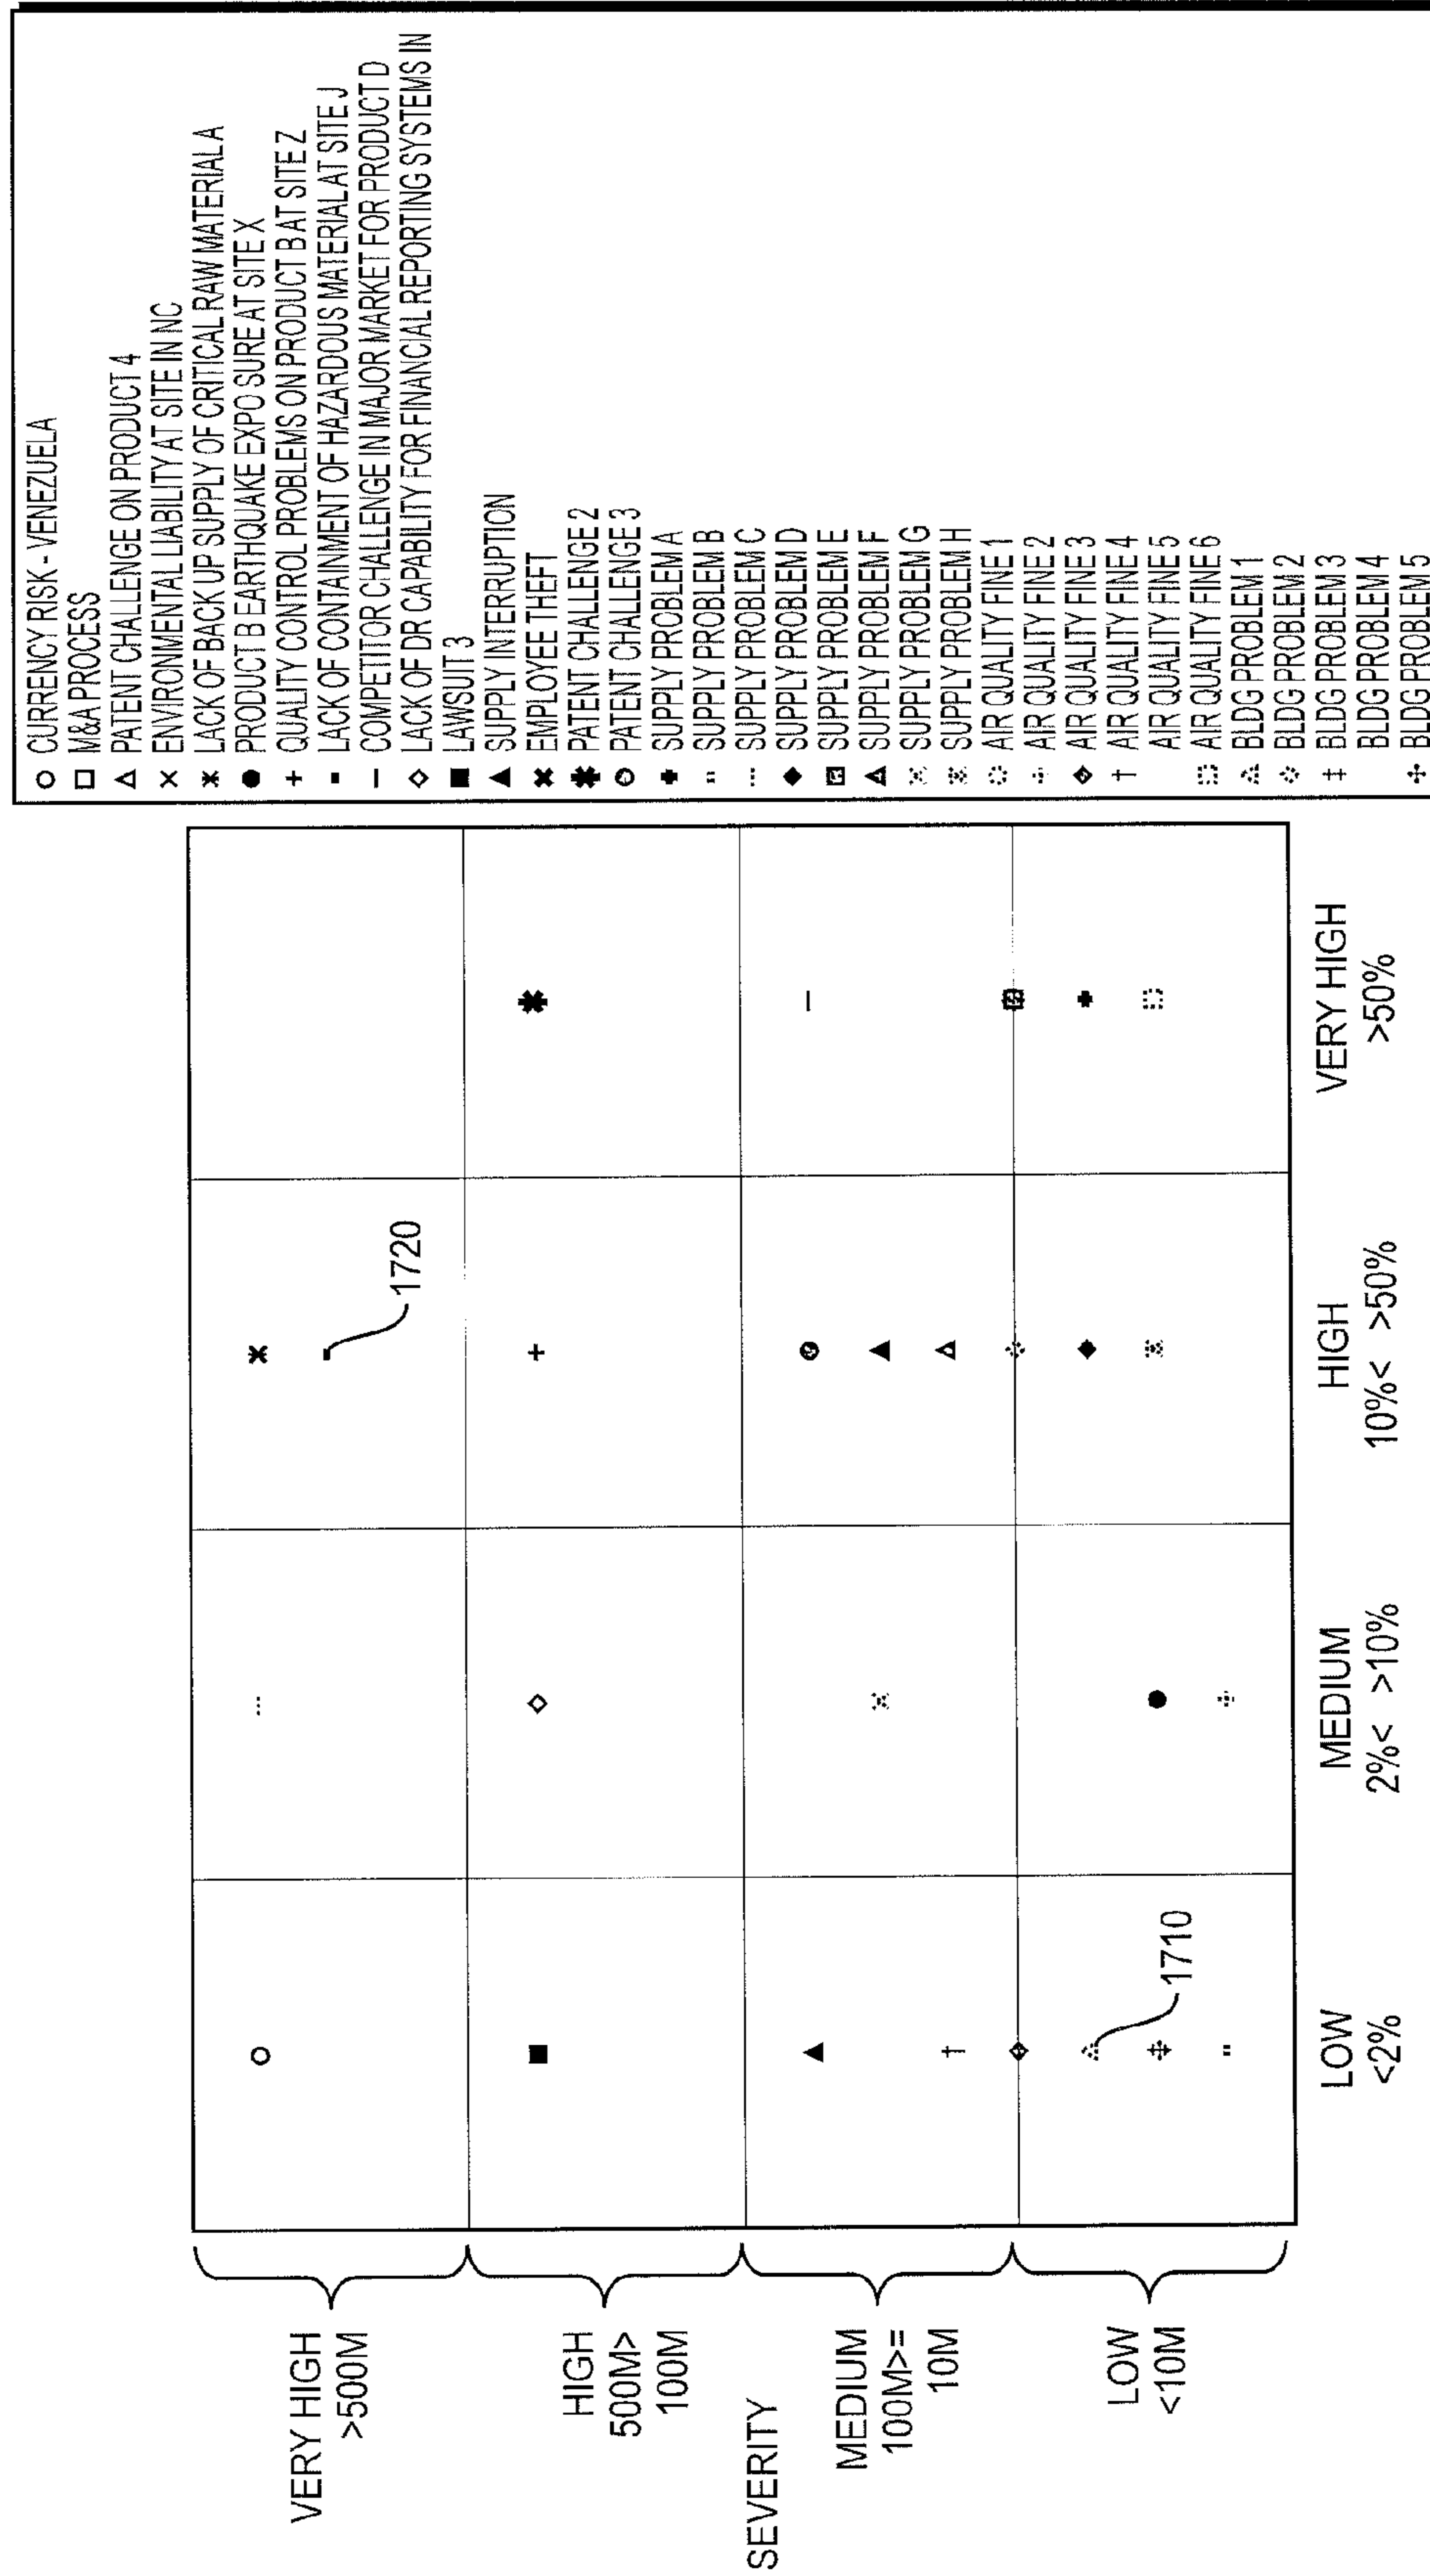 VERY HIGH
>500M
HIGH
500M>
100M
SEVERITY
MEDIUM
100M>=
10M
LOW
<10M
1720
1710
LOW
<2%
MEDIUM
2%< >10%
HIGH
10%< >50%
VERY HIGH
>50%
CURRENCY RISK - VENEZUELA
M&A PROCESS
PATENT CHALLENGE ON PRODUCT 4
ENVIRONMENTAL LIABILITY AT SITE IN NC
LACK OF BACK UP SUPPLY OF CRITICAL RAW MATERIAL A
PRODUCT B EARTHQUAKE EXPO SURE AT SITE X
QUALITY CONTROL PROBLEMS ON PRODUCT B AT SITE Z
LACK OF CONTAINMENT OF HAZARDOUS MATERIAL AT SITE J
COMPETITOR CHALLENGE IN MAJOR MARKET FOR PRODUCT D
LACK OF DR CAPABILITY FOR FINANCIAL REPORTING SYSTEMS IN
LAWSUIT 3
SUPPLY INTERRUPTION
EMPLOYEE THEFT
PATENT CHALLENGE 2
PATENT CHALLENGE 3
SUPPLY PROBLEM A
SUPPLY PROBLEM B
SUPPLY PROBLEM C
SUPPLY PROBLEM D
SUPPLY PROBLEM E
SUPPLY PROBLEM F
SUPPLY PROBLEM G
SUPPLY PROBLEM H
AIR QUALITY FINE 1
AIR QUALITY FINE 2
AIR QUALITY FINE 3
AIR QUALITY FINE 4
AIR QUALITY FINE 5
AIR QUALITY FINE 6
BLDG PROBLEM 1
BLDG PROBLEM 2
BLDG PROBLEM 3
BLDG PROBLEM 4
BLDG PROBLEM 5